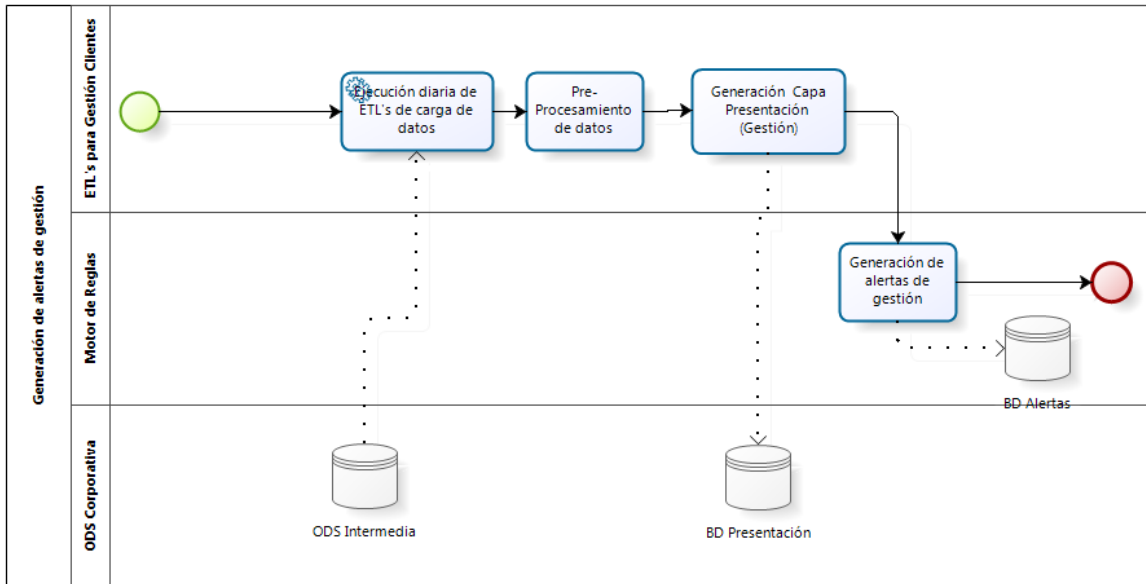 Generación de alertas de gestión
ETL's para Gestión Clientes
Ejecución diaria de
ETL's de carga de
datos
Pre-
Procesamiento
de datos
Generación Capa
Presentación
(Gestión)
Motor de Reglas
Generación de
alertas de
gestión
BD Alertas
ODS Corporativa
ODS Intermedia
BD Presentación